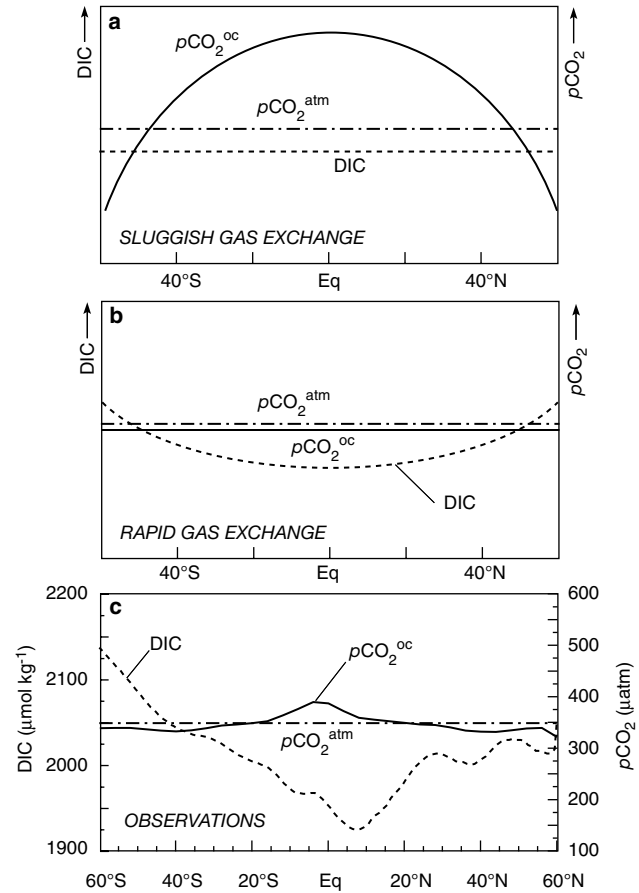 a
DIC
pCO₂ᵒᶜ
pCO₂
pCO₂ᵃᵗᵐ
DIC
SLUGGISH GAS EXCHANGE
40°S Eq 40°N
b
DIC
pCO₂
pCO₂ᵃᵗᵐ
pCO₂ᵒᶜ
DIC
RAPID GAS EXCHANGE
40°S Eq 40°N
c
2200 600
DIC
pCO₂ᵒᶜ
500
2100
400
DIC (μmol kg⁻¹)
pCO₂ (μatm)
pCO₂ᵃᵗᵐ
300
2000
200
OBSERVATIONS
1900 100
60°S 40°S 20°S Eq 20°N 40°N 60°N